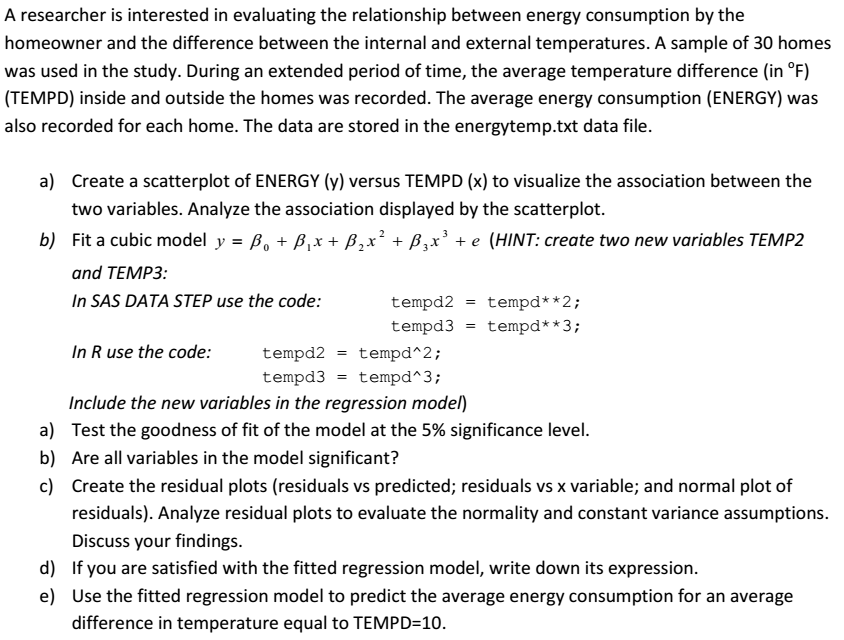 A researcher is interested in evaluating the relationship between energy consumption by the
homeowner and the difference between the internal and external temperatures. A sample of 30 homes
was used in the study. During an extended period of time, the average temperature difference (in °F)
(TEMPD) inside and outside the homes was recorded. The average energy consumption (ENERGY) was
also recorded for each home. The data are stored in the energytemp.txt data file.
a) Create a scatterplot of ENERGY (y) versus TEMPD (x) to visualize the association between the
two variables. Analyze the association displayed by the scatterplot.
b) Fit a cubic model y = β₀ + β₁x + β₂x² + β₃x³ + e (HINT: create two new variables TEMP2
and TEMP3:
In SAS DATA STEP use the code: tempd2 = tempd**2;
tempd3 = tempd**3;
In R use the code: tempd2 = tempd^2;
tempd3 = tempd^3;
Include the new variables in the regression model)
a) Test the goodness of fit of the model at the 5% significance level.
b) Are all variables in the model significant?
c) Create the residual plots (residuals vs predicted; residuals vs x variable; and normal plot of
residuals). Analyze residual plots to evaluate the normality and constant variance assumptions.
Discuss your findings.
d) If you are satisfied with the fitted regression model, write down its expression.
e) Use the fitted regression model to predict the average energy consumption for an average
difference in temperature equal to TEMPD=10.